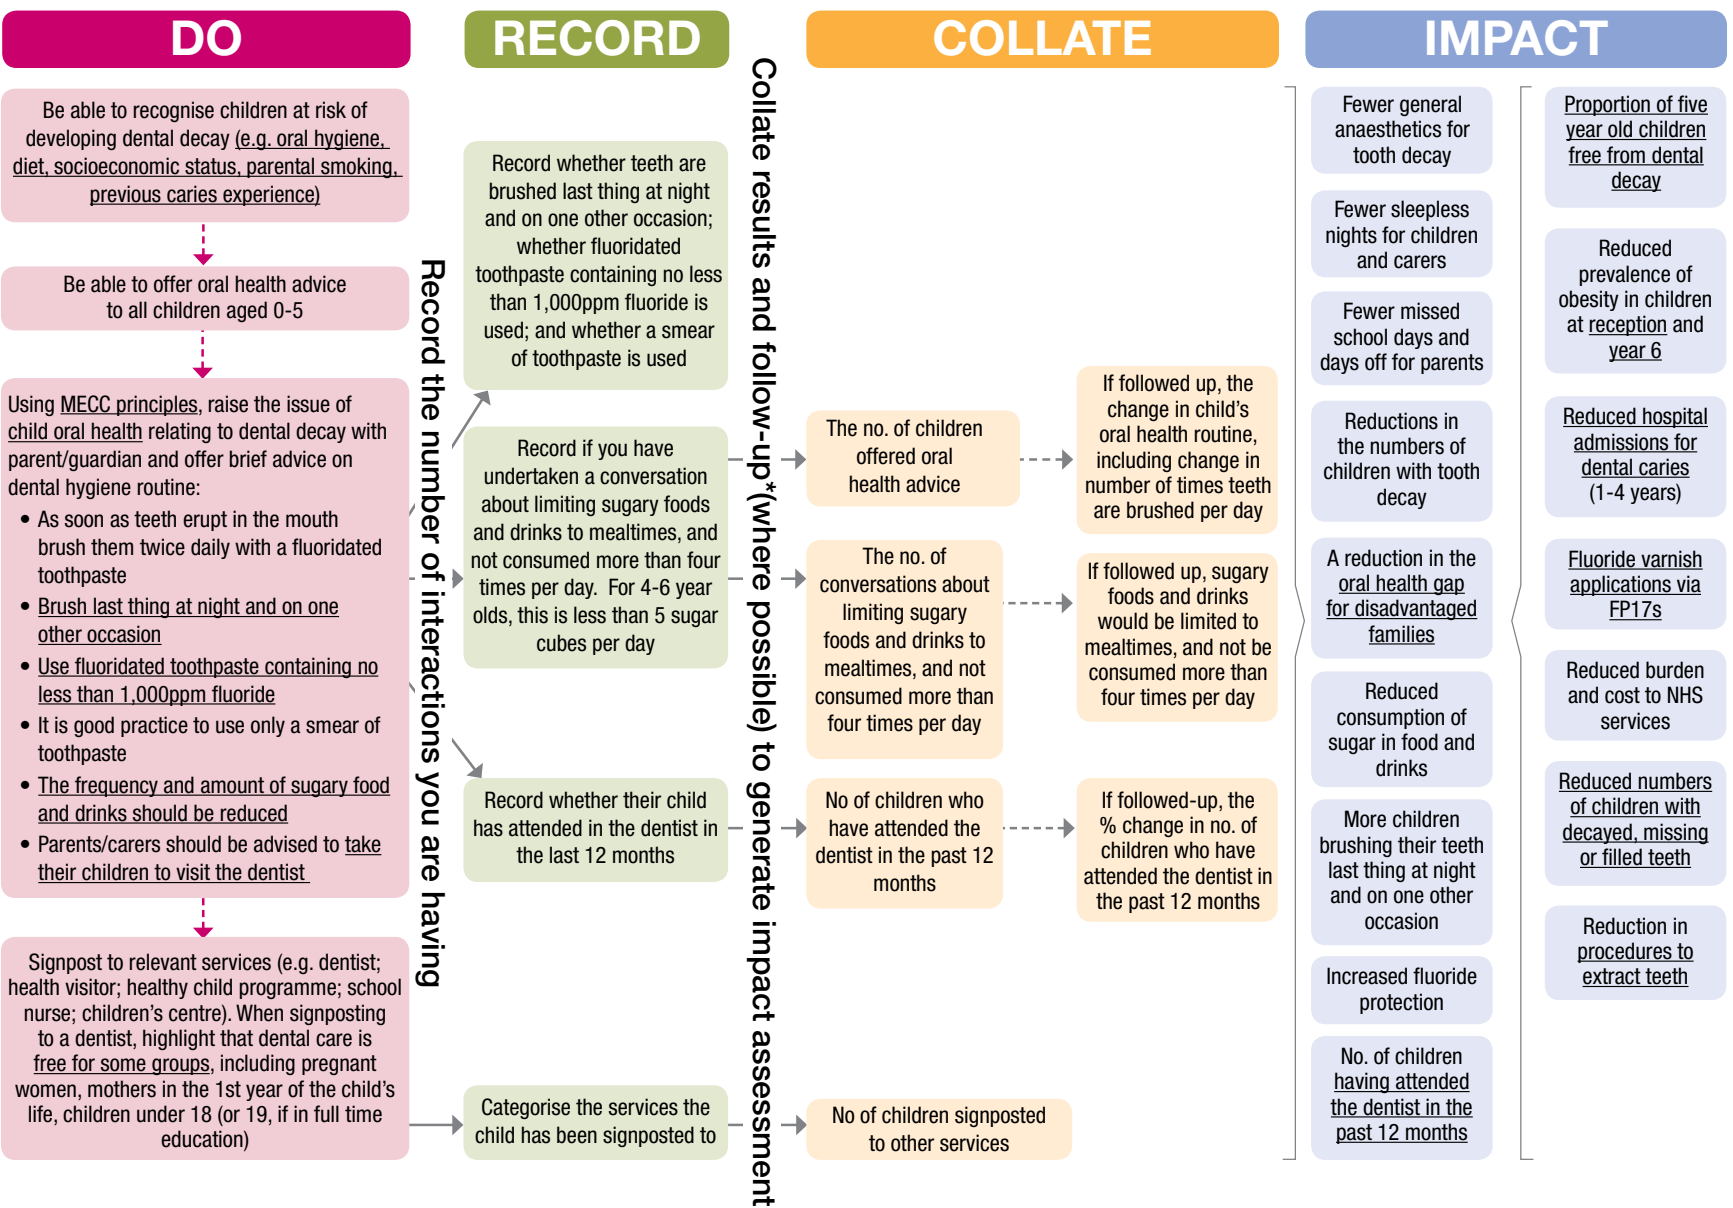 DO
Be able to recognise children at risk of
developing dental decay (e.g. oral hygiene,
diet, socioeconomic status, parental smoking,
previous caries experience)
Be able to offer oral health advice
to all children aged 0-5
Using MECC principles, raise the issue of
child oral health relating to dental decay with
parent/guardian and offer brief advice on
dental hygiene routine:
• As soon as teeth erupt in the mouth
brush them twice daily with a fluoridated
toothpaste
• Brush last thing at night and on one
other occasion
• Use fluoridated toothpaste containing no
less than 1,000ppm fluoride
• It is good practice to use only a smear of
toothpaste
• The frequency and amount of sugary food
and drinks should be reduced
• Parents/carers should be advised to take
their children to visit the dentist
Signpost to relevant services (e.g. dentist;
health visitor; healthy child programme; school
nurse; children's centre). When signposting
to a dentist, highlight that dental care is
free for some groups, including pregnant
women, mothers in the 1st year of the child's
life, children under 18 (or 19, if in full time
education)
Record the number of interactions you are having
RECORD
Record whether teeth are
brushed last thing at night
and on one other occasion;
whether fluoridated
toothpaste containing no less
than 1,000ppm fluoride is
used; and whether a smear
of toothpaste is used
Record if you have
undertaken a conversation
about limiting sugary foods
and drinks to mealtimes, and
not consumed more than four
times per day.  For 4-6 year
olds, this is less than 5 sugar
cubes per day
Record whether their child
has attended in the dentist in
the last 12 months
Categorise the services the
child has been signposted to
Collate results and follow-up*(where possible) to generate impact assessment
COLLATE
The no. of children
offered oral
health advice
If followed up, the
change in child's
oral health routine,
including change in
number of times teeth
are brushed per day
The no. of
conversations about
limiting sugary
foods and drinks to
mealtimes, and not
consumed more than
four times per day
If followed up, sugary
foods and drinks
would be limited to
mealtimes, and not be
consumed more than
four times per day
No of children who
have attended the
dentist in the past 12
months
If followed-up, the
% change in no. of
children who have
attended the dentist in
the past 12 months
No of children signposted
to other services
IMPACT
Fewer general
anaesthetics for
tooth decay
Fewer sleepless
nights for children
and carers
Fewer missed
school days and
days off for parents
Reductions in
the numbers of
children with tooth
decay
A reduction in the
oral health gap
for disadvantaged
families
Reduced
consumption of
sugar in food and
drinks
More children
brushing their teeth
last thing at night
and on one other
occasion
Increased fluoride
protection
No. of children
having attended
the dentist in the
past 12 months
Proportion of five
year old children
free from dental
decay
Reduced
prevalence of
obesity in children
at reception and
year 6
Reduced hospital
admissions for
dental caries
(1-4 years)
Fluoride varnish
applications via
FP17s
Reduced burden
and cost to NHS
services
Reduced numbers
of children with
decayed, missing
or filled teeth
Reduction in
procedures to
extract teeth